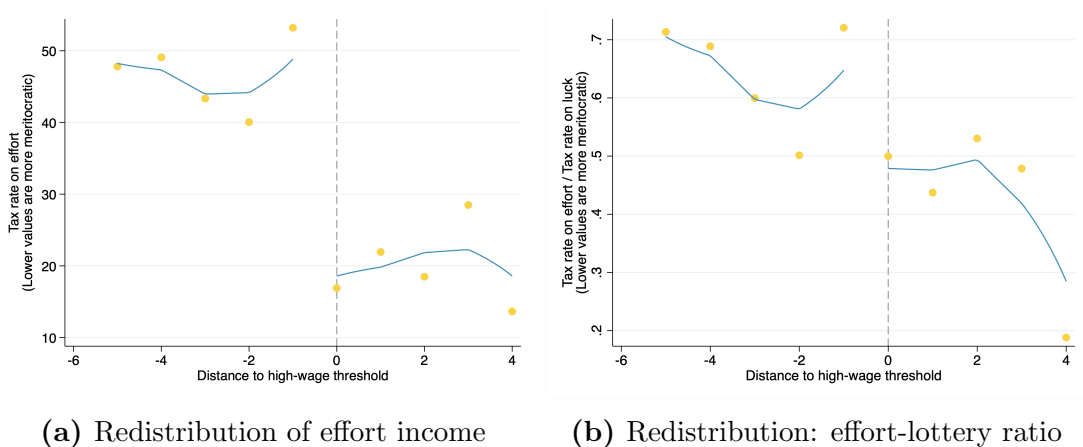 Tax rate on effort
(Lower values are more meritocratic)
50
40
30
20
10
-6
-4
-2
0
2
4
Distance to high-wage threshold
(a) Redistribution of effort income
Tax rate on effort / Tax rate on luck
(Lower values are more meritocratic)
.7
.6
.5
.4
.3
.2
-6
-4
-2
0
2
4
Distance to high-wage threshold
(b) Redistribution: effort-lottery ratio